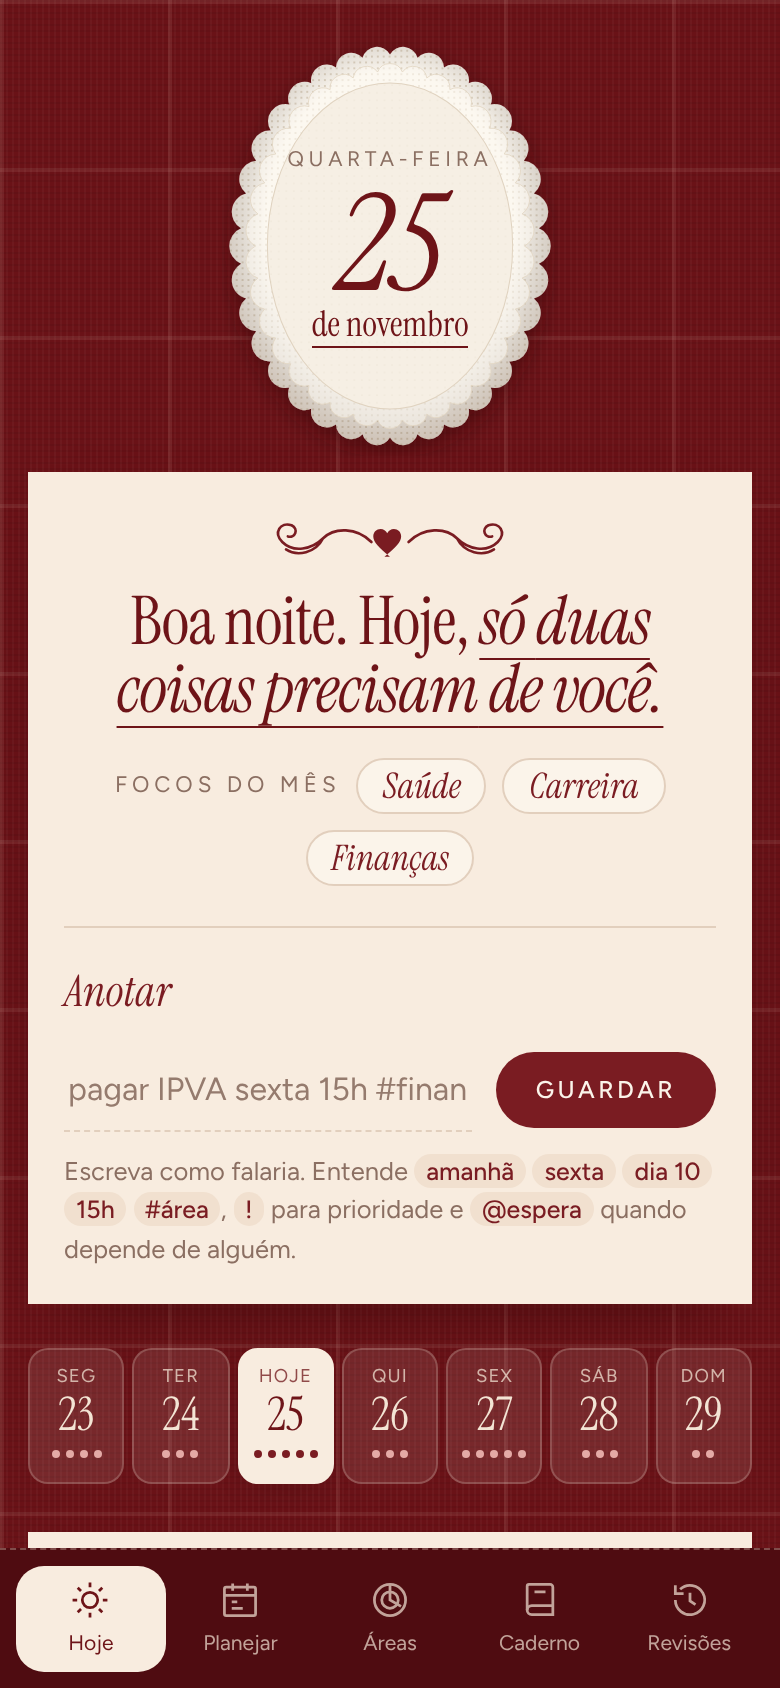 QUARTA-FEIRA
25
de novembro
Boa noite. Hoje, só duas
coisas precisam de você.
FOCOS DO MÊS Saúde Carreira
Finanças
Anotar
pagar IPVA sexta 15h #finan GUARDAR
Escreva como falaria. Entende amanhã sexta dia 10
15h #área , ! para prioridade e @espera quando
depende de alguém.
SEG TER HOJE QUI SEX SÁB DOM
23 24 25 26 27 28 29
Hoje Planejar Áreas Caderno Revisões